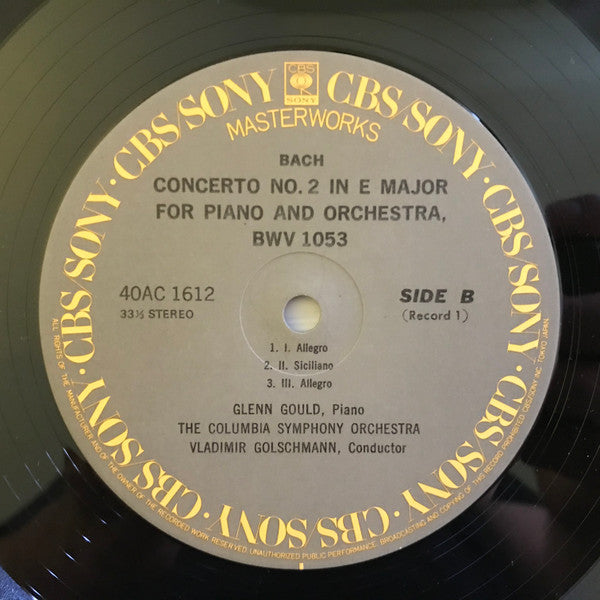 CBS
SONY
CBS/SONY · CBS/SONY · CBS/SONY · CBS/SONY · CBS/SONY · CBS/SONY · CBS/SONY
MASTERWORKS
BACH
CONCERTO NO. 2 IN E MAJOR
FOR PIANO AND ORCHESTRA,
BWV 1053
40AC 1612
33⅓ STEREO
SIDE B
(Record 1)
1. I. Allegro
2. II. Siciliano
3. III. Allegro
GLENN GOULD, Piano
THE COLUMBIA SYMPHONY ORCHESTRA
VLADIMIR GOLSCHMANN, Conductor
ALL RIGHTS OF THE MANUFACTURER AND OF THE OWNER OF THE RECORDED WORK RESERVED. UNAUTHORIZED PUBLIC PERFORMANCE, BROADCASTING AND COPYING OF THIS RECORD PROHIBITED. CBS/SONY INC. TOKYO JAPAN.